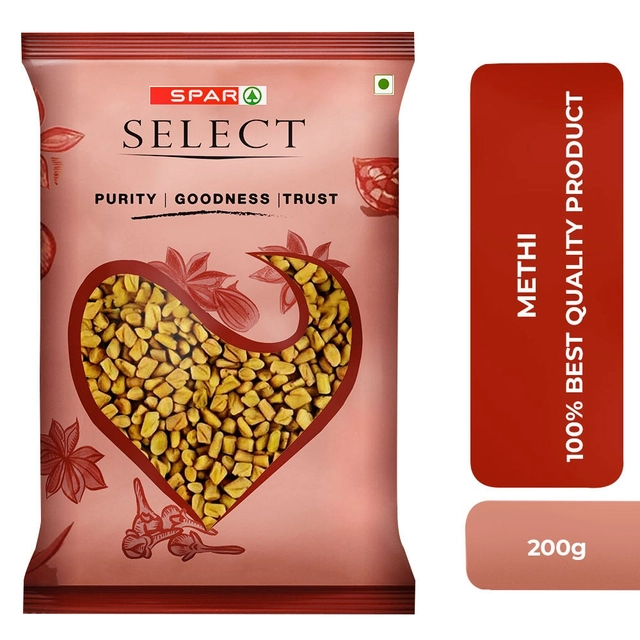 SPAR
SELECT
PURITY | GOODNESS | TRUST
METHI
100% BEST QUALITY PRODUCT
200g